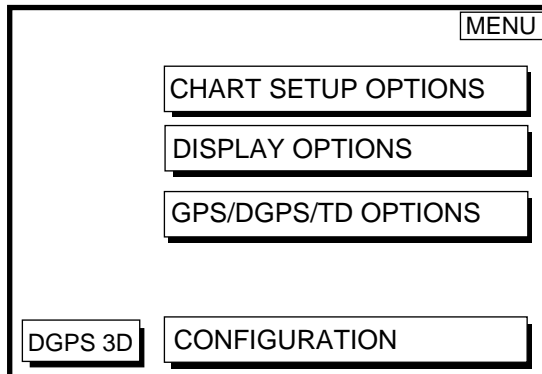 MENU
CHART SETUP OPTIONS
DISPLAY OPTIONS
GPS/DGPS/TD OPTIONS
DGPS 3D
CONFIGURATION